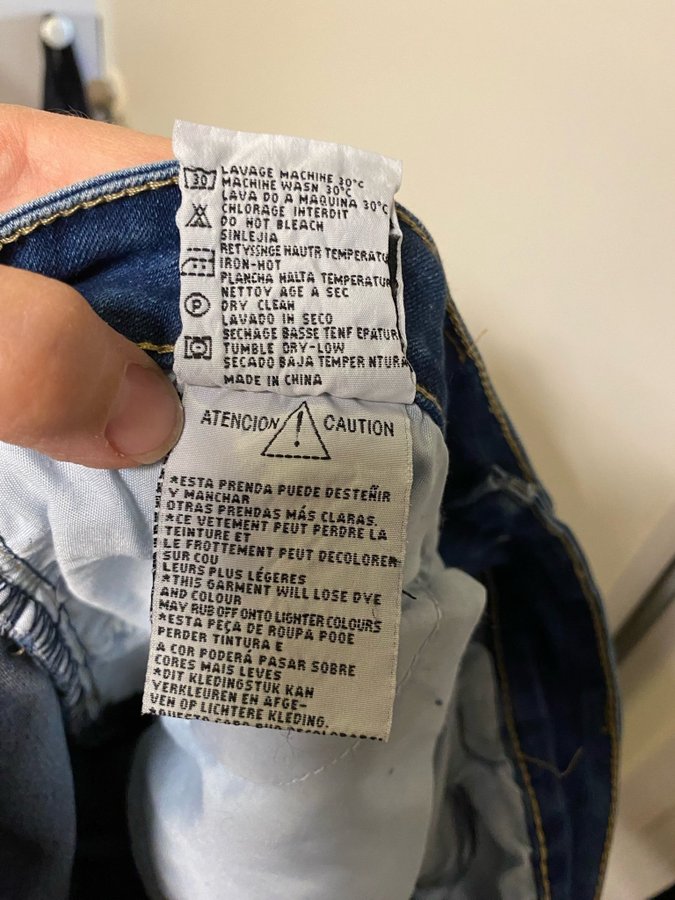 30
LAVAGE MACHINE 30°C
MACHINE WASN 30°C
LAVA DO A MAQUINA 30°C
CHLORAGE INTERDIT
DO HOT BLEACH
SINLEJIA
RETYSSNGE HAUTR TEMPERATU
IRON-HOT
PLANCHA HALTA TEMPERATUR
NETTOY AGE A SEC
P
DRY CLEAH
LAVADO IN SECO
SECHAGE BASSE TENF EPATUR
TUMBLE DRY-LOW
SECADO BAJA TEMPER NTURA
MADE IN CHINA
ATENCION ! CAUTION
*ESTA PRENDA PUEDE DESTEÑIR
Y MANCHAR
OTRAS PRENDAS MÁS CLARAS.
*CE VETEMENT PEUT PERDRE LA
TEINTURE ET
LE FROTTEMENT PEUT DECOLORER
SUR COU
LEURS PLUS LÉGERES
*THIS GARMENT WILL LOSE DYE
AND COLOUR
MAY RUB OFF ONTO LIGHTER COLOURS
*ESTA PEÇA DE ROUPA POOE
PERDER TINTURA E
A COR PODERÁ PASAR SOBRE
CORES MAIS LEVES
*DIT KLEDINGSTUK KAN
VERKLEUREN EN AFGE-
VEN OP LICHTERE KLEDING.